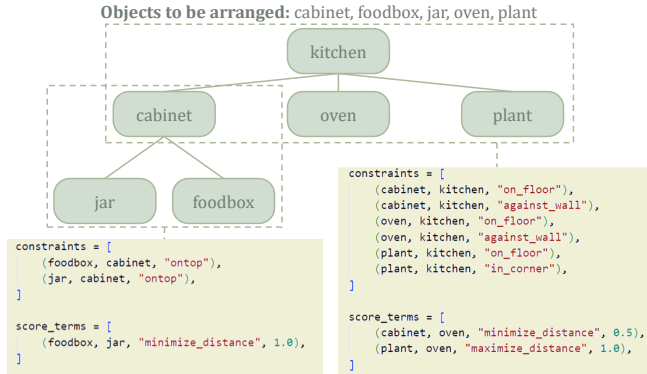 Objects to be arranged: cabinet, foodbox, jar, oven, plant
kitchen
cabinet
oven
plant
jar
foodbox
constraints = [
(foodbox, cabinet, "ontop"),
(jar, cabinet, "ontop"),
]
score_terms = [
(foodbox, jar, "minimize_distance", 1.0),
]
constraints = [
(cabinet, kitchen, "on_floor"),
(cabinet, kitchen, "against_wall"),
(oven, kitchen, "on_floor"),
(oven, kitchen, "against_wall"),
(plant, kitchen, "on_floor"),
(plant, kitchen, "in_corner"),
]
score_terms = [
(cabinet, oven, "minimize_distance", 0.5),
(plant, oven, "maximize_distance", 1.0),
]